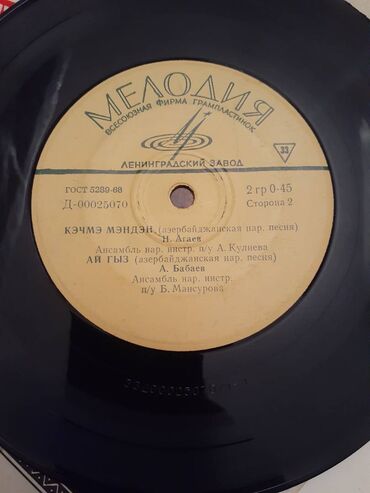 МЕЛОДИЯ
ВСЕСОЮЗНАЯ ФИРМА ГРАМПЛАСТИНОК
ЛЕНИНГРАДСКИЙ ЗАВОД
33
ГОСТ 5289-68
2 гр 0-45
Д-00025070
Сторона 2
КЭЧМЭ МЭНДЭН (азербайджанская нар. песня)
Н. Агаев
Ансамбль нар. инстр. п/у А. Кулиева
АЙ ГЫЗ (азербайджанская нар. песня)
А. Бабаев
Ансамбль нар. инстр.
п/у Б. Мансурова